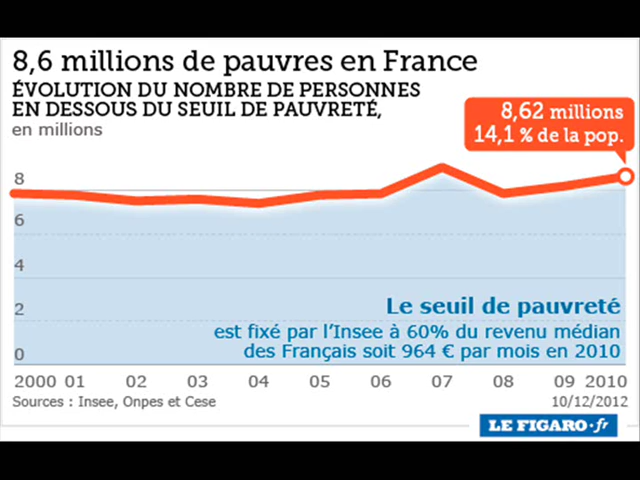 8,6 millions de pauvres en France
ÉVOLUTION DU NOMBRE DE PERSONNES
EN DESSOUS DU SEUIL DE PAUVRETÉ,
en millions
8,62 millions
14,1 % de la pop.
8
6
4
2
0
Le seuil de pauvreté
est fixé par l'Insee à 60% du revenu médian
des Français soit 964 € par mois en 2010
2000 01 02 03 04 05 06 07 08 09 2010
Sources : Insee, Onpes et Cese
10/12/2012
LE FIGARO·fr